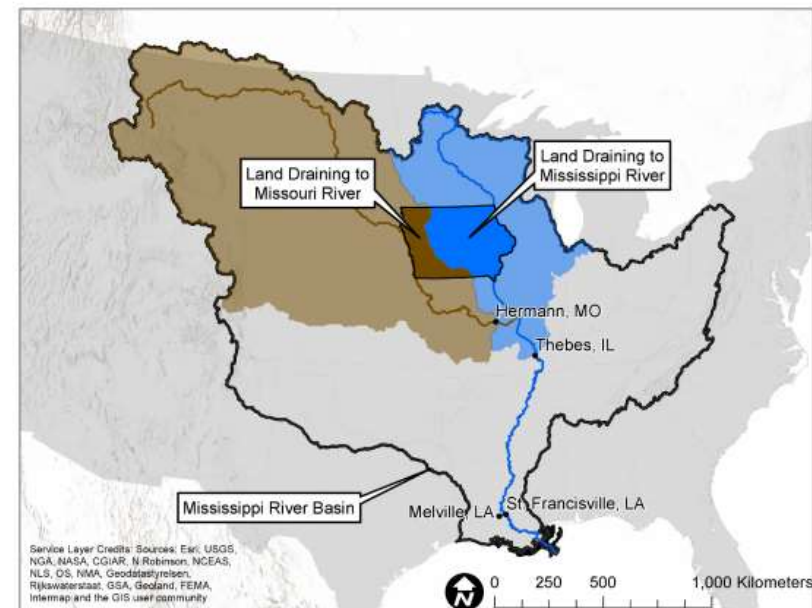 Land Draining to
Missouri River
Land Draining to
Mississippi River
Hermann, MO
Thebes, IL
Mississippi River Basin
Melville, LA
St. Francisville, LA
Service Layer Credits: Sources: Esri, USGS,
NGA, NASA, CGIAR, N Robinson, NCEAS,
NLS, OS, NMA, Geodatastyrelsen,
Rijkswaterstaat, GSA, Geoland, FEMA,
Intermap and the GIS user community
N
0 250 500 1,000 Kilometers